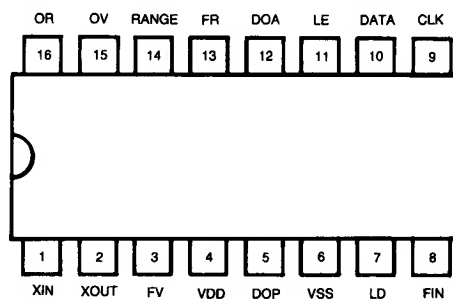 OR OV RANGE FR DOA LE DATA CLK
16 15 14 13 12 11 10 9
1 2 3 4 5 6 7 8
XIN XOUT FV VDD DOP VSS LD FIN